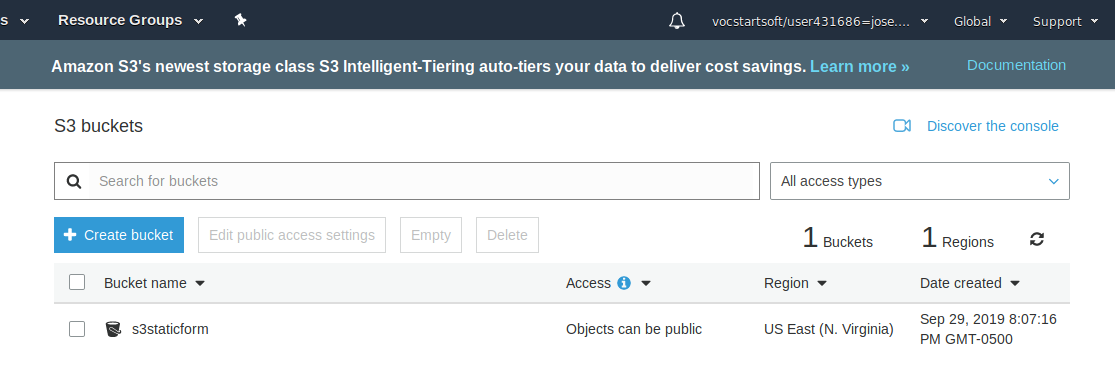 s Resource Groups vocstartsoft/user431686=jose.... Global Support
Amazon S3's newest storage class S3 Intelligent-Tiering auto-tiers your data to deliver cost savings. Learn more » Documentation
S3 buckets Discover the console
Search for buckets All access types
Create bucket Edit public access settings Empty Delete 1 Buckets 1 Regions
Bucket name Access Region Date created
s3staticform Objects can be public US East (N. Virginia) Sep 29, 2019 8:07:16
PM GMT-0500